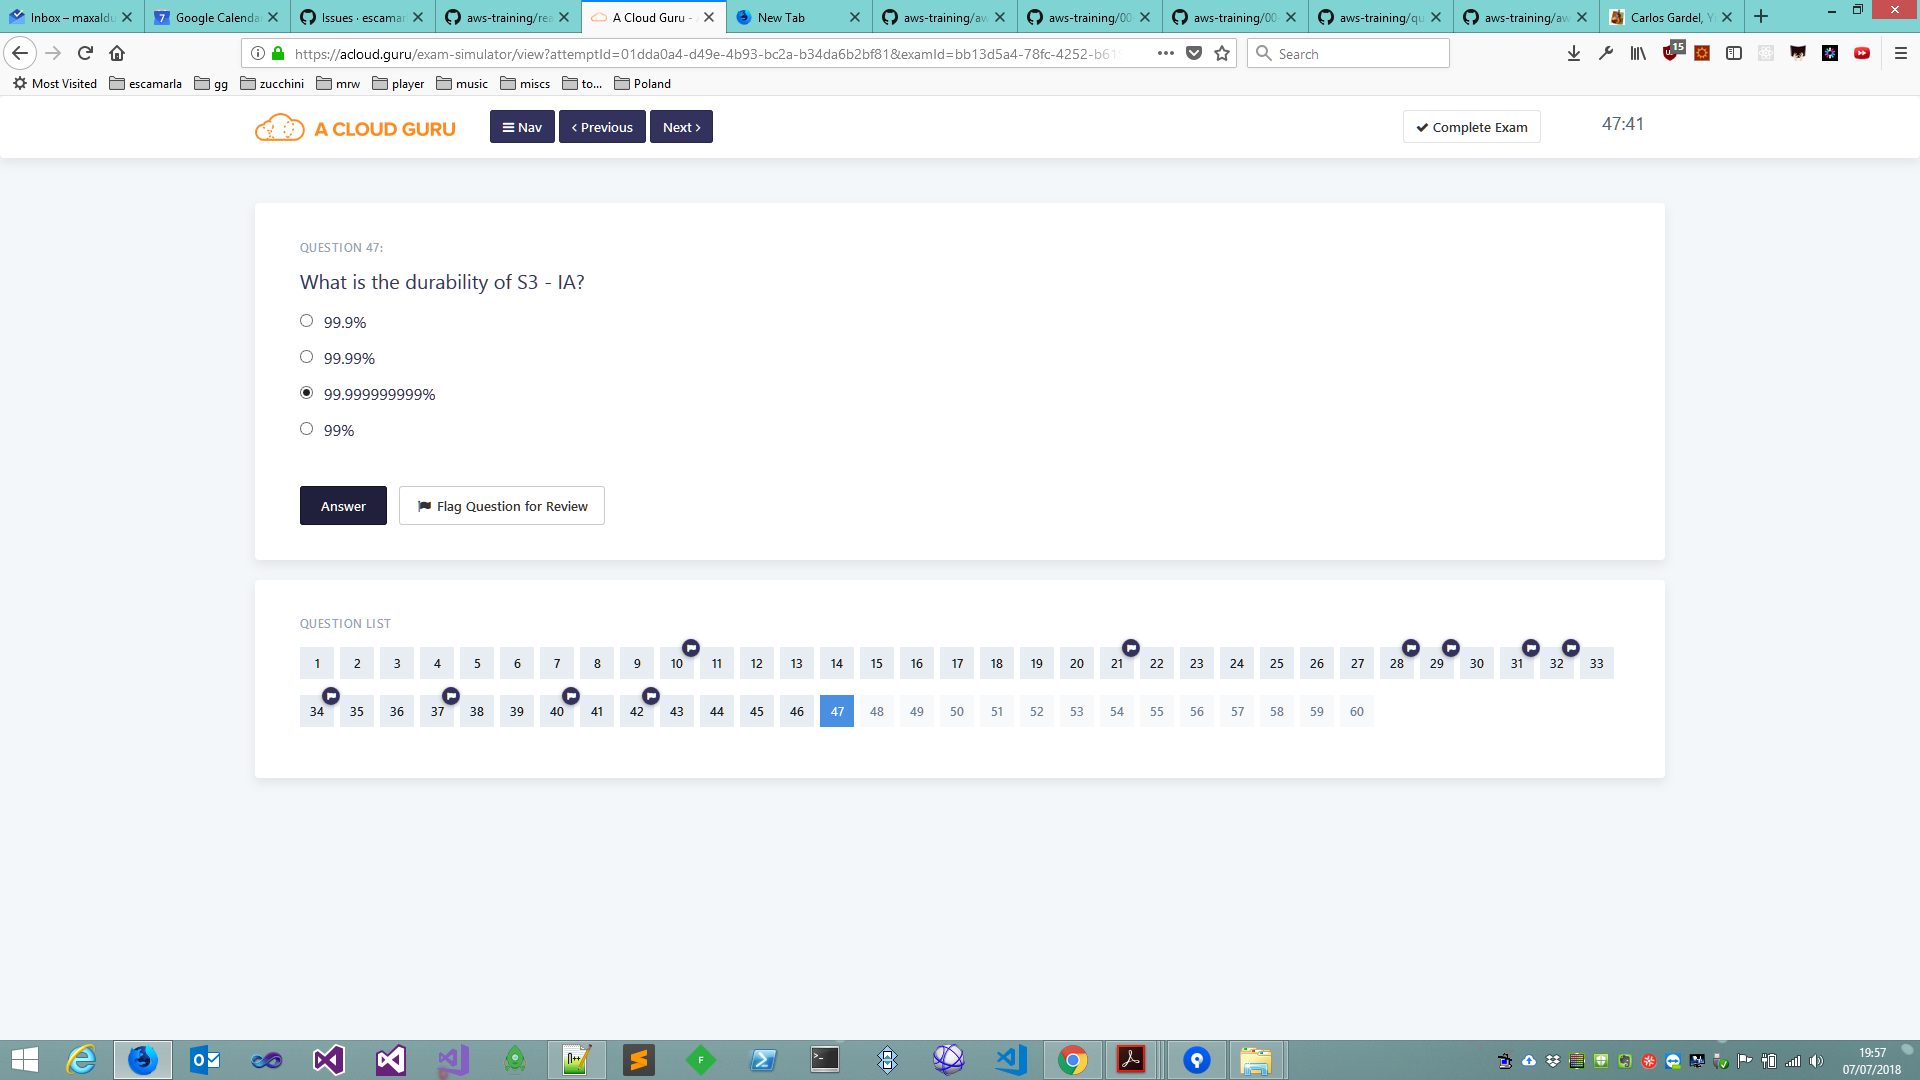 Inbox – maxaldu
Google Calenda
Issues · escamar
aws-training/rea
A Cloud Guru - A
New Tab
aws-training/aw
aws-training/00
aws-training/00
aws-training/qu
aws-training/aw
Carlos Gardel, Y
https://acloud.guru/exam-simulator/view?attemptId=01dda0a4-d49e-4b93-bc2a-b34da6b2bf81&examId=bb13d5a4-78fc-4252-b61
Search
15
Most Visited
escamarla
gg
zucchini
mrw
player
music
miscs
to...
Poland
A CLOUD GURU
Nav
‹ Previous
Next ›
Complete Exam
47:41
QUESTION 47:
What is the durability of S3 - IA?
99.9%
99.99%
99.999999999%
99%
Answer
Flag Question for Review
QUESTION LIST
1 2 3 4 5 6 7 8 9 10 11 12 13 14 15 16 17 18 19 20 21 22 23 24 25 26 27 28 29 30 31 32 33
34 35 36 37 38 39 40 41 42 43 44 45 46 47 48 49 50 51 52 53 54 55 56 57 58 59 60
19:57
07/07/2018